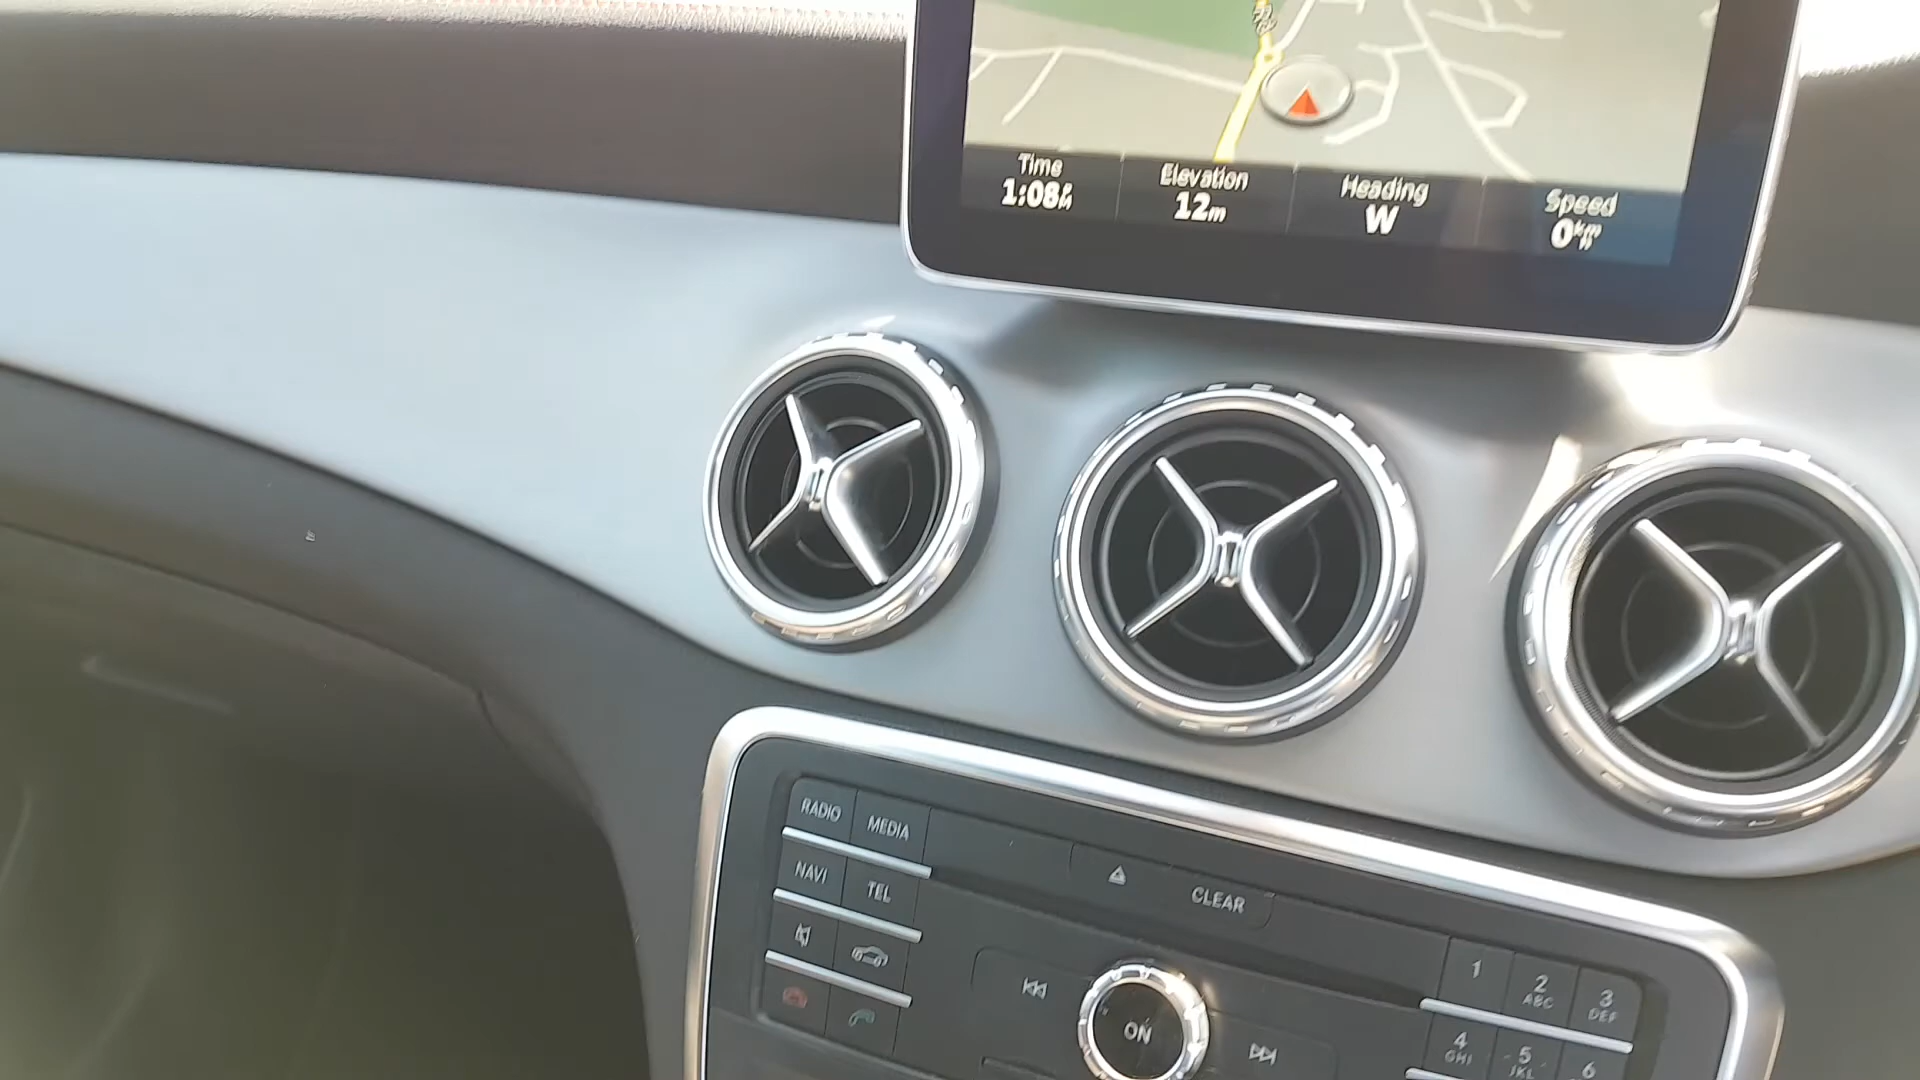 Time
1:08
Elevation
12m
Heading
W
Speed
0
RADIO
MEDIA
NAVI
TEL
CLEAR
ON
1
2
ABC
3
DEF
4
GHI
5
JKL
6